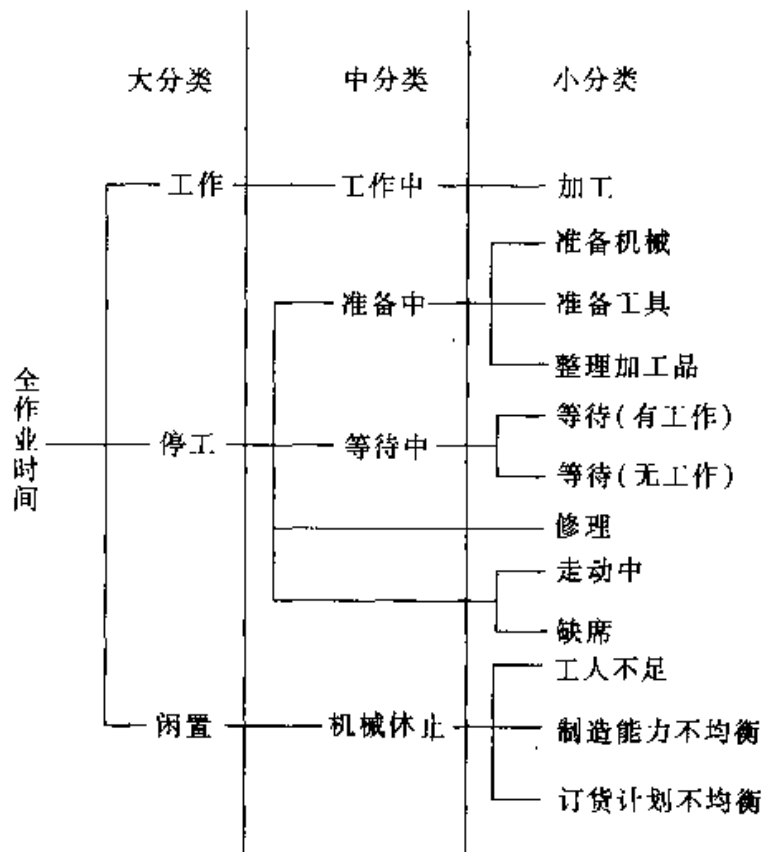 大分类 中分类 小分类
工作 工作中 加工
准备机械
准备中 准备工具
整理加工品
全作业时间
停工 等待中 等待(有工作)
等待(无工作)
修理
走动中
缺席
工人不足
闲置 机械休止 制造能力不均衡
订货计划不均衡